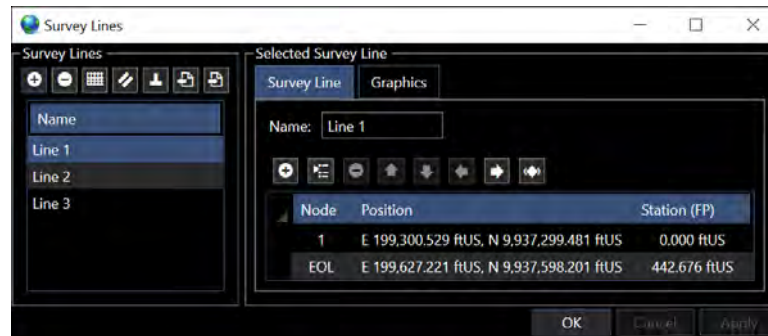 Survey Lines
Survey Lines
Name
Line 1
Line 2
Line 3
Selected Survey Line
Survey Line Graphics
Name: Line 1
Node Position Station (FP)
1 E 199,300.529 ftUS, N 9,937,299.481 ftUS 0.000 ftUS
EOL E 199,627.221 ftUS, N 9,937,598.201 ftUS 442.676 ftUS
OK Cancel Apply